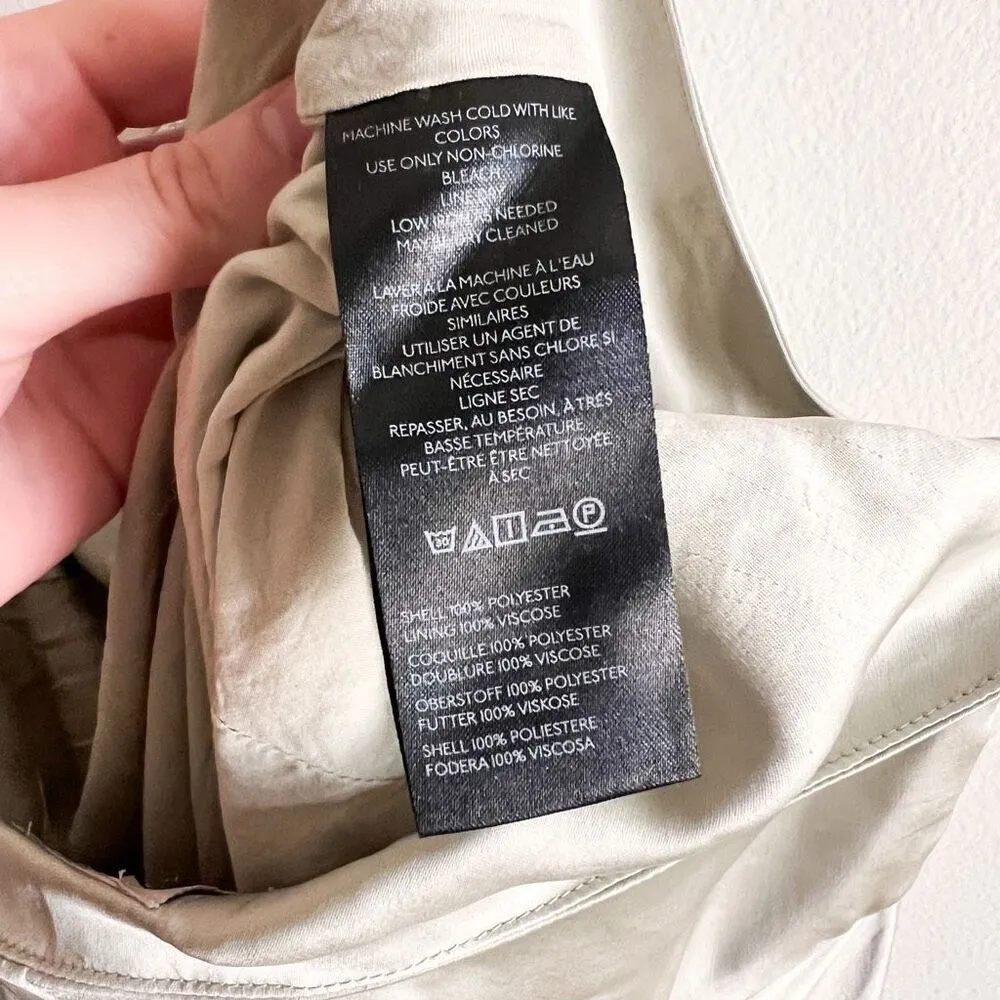 MACHINE WASH COLD WITH LIKE
COLORS
USE ONLY NON-CHLORINE
BLEACH
LINE DRY
LOW IRON AS NEEDED
MAY BE DRY CLEANED
LAVER A LA MACHINE À L'EAU
FROIDE AVEC COULEURS
SIMILAIRES
UTILISER UN AGENT DE
BLANCHIMENT SANS CHLORE SI
NÉCESSAIRE
LIGNE SEC
REPASSER, AU BESOIN, À TRÈS
BASSE TEMPÉRATURE
PEUT-ÊTRE ÊTRE NETTOYÉE
À SEC
30 P
SHELL 100% POLYESTER
LINING 100% VISCOSE
COQUILLE 100% POLYESTER
DOUBLURE 100% VISCOSE
OBERSTOFF 100% POLYESTER
FUTTER 100% VISKOSE
SHELL 100% POLIESTERE
FODERA 100% VISCOSA